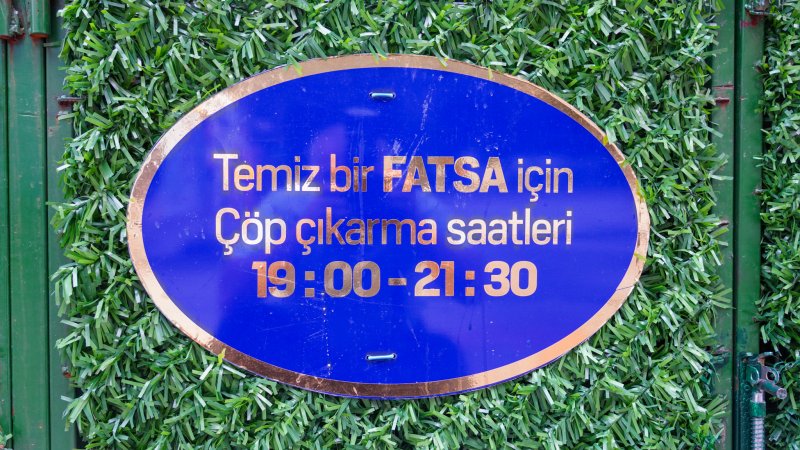 Temiz bir FATSA için
Çöp çıkarma saatleri
19:00 - 21:30